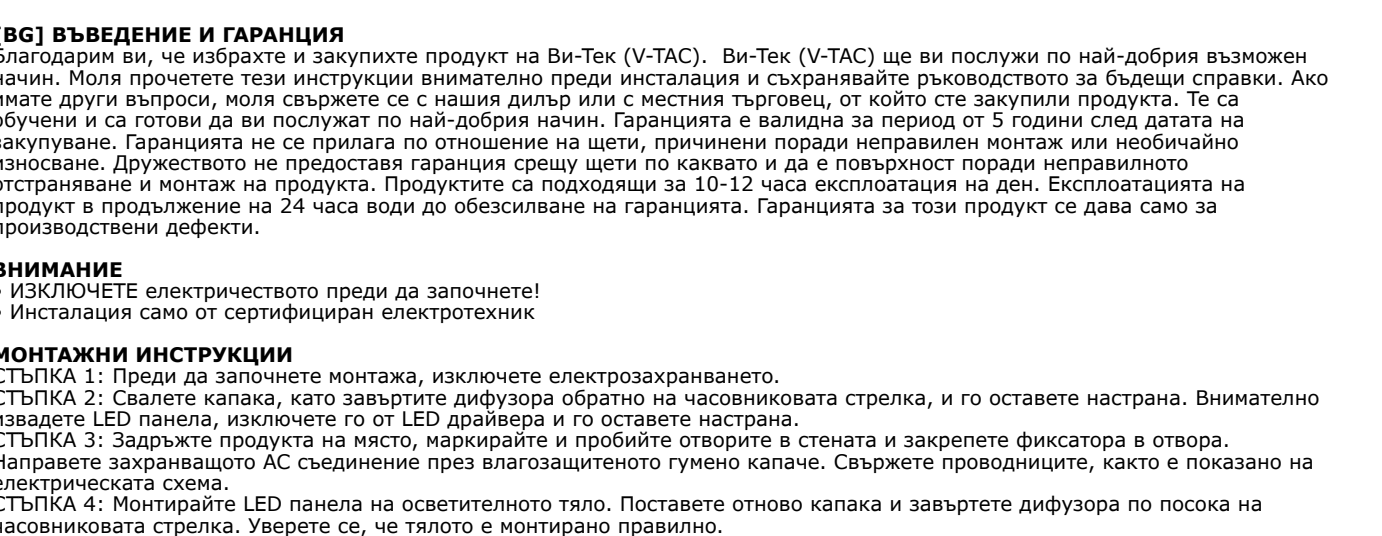 [BG] ВЪВЕДЕНИЕ И ГАРАНЦИЯ
Благодарим ви, че избрахте и закупихте продукт на Ви-Тек (V-TAC).  Ви-Тек (V-TAC) ще ви послужи по най-добрия възможен
начин. Моля прочетете тези инструкции внимателно преди инсталация и съхранявайте ръководството за бъдещи справки. Ако
имате други въпроси, моля свържете се с нашия дилър или с местния търговец, от който сте закупили продукта. Те са
обучени и са готови да ви послужат по най-добрия начин. Гаранцията е валидна за период от 5 години след датата на
закупуване. Гаранцията не се прилага по отношение на щети, причинени поради неправилен монтаж или необичайно
износване. Дружеството не предоставя гаранция срещу щети по каквато и да е повърхност поради неправилното
отстраняване и монтаж на продукта. Продуктите са подходящи за 10-12 часа експлоатация на ден. Експлоатацията на
продукт в продължение на 24 часа води до обезсилване на гаранцията. Гаранцията за този продукт се дава само за
производствени дефекти.
ВНИМАНИЕ
• ИЗКЛЮЧЕТЕ електричеството преди да започнете!
• Инсталация само от сертифициран електротехник
МОНТАЖНИ ИНСТРУКЦИИ
СТЪПКА 1: Преди да започнете монтажа, изключете електрозахранването.
СТЪПКА 2: Свалете капака, като завъртите дифузора обратно на часовниковата стрелка, и го оставете настрана. Внимателно
извадете LED панела, изключете го от LED драйвера и го оставете настрана.
СТЪПКА 3: Задръжте продукта на място, маркирайте и пробийте отворите в стената и закрепете фиксатора в отвора.
Направете захранващото AC съединение през влагозащитеното гумено капаче. Свържете проводниците, както е показано на
електрическата схема.
СТЪПКА 4: Монтирайте LED панела на осветителното тяло. Поставете отново капака и завъртете дифузора по посока на
часовниковата стрелка. Уверете се, че тялото е монтирано правилно.